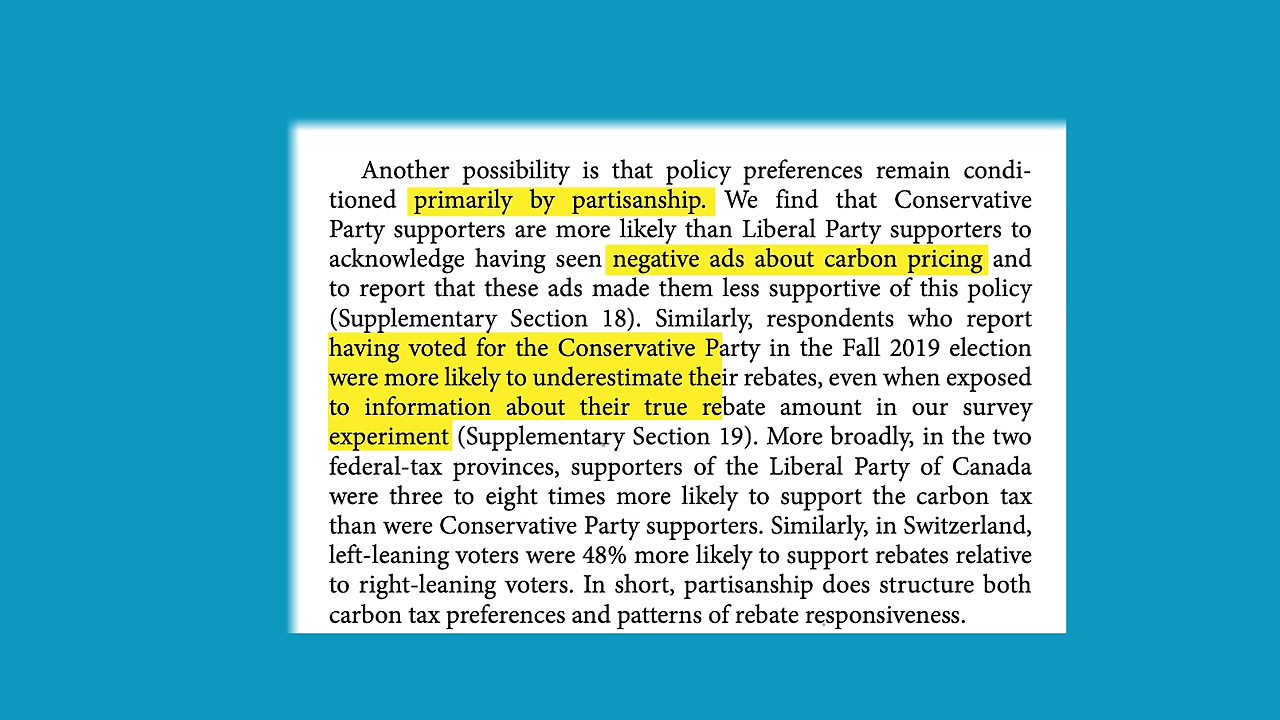 Another possibility is that policy preferences remain condi-
tioned primarily by partisanship. We find that Conservative
Party supporters are more likely than Liberal Party supporters to
acknowledge having seen negative ads about carbon pricing and
to report that these ads made them less supportive of this policy
(Supplementary Section 18). Similarly, respondents who report
having voted for the Conservative Party in the Fall 2019 election
were more likely to underestimate their rebates, even when exposed
to information about their true rebate amount in our survey
experiment (Supplementary Section 19). More broadly, in the two
federal-tax provinces, supporters of the Liberal Party of Canada
were three to eight times more likely to support the carbon tax
than were Conservative Party supporters. Similarly, in Switzerland,
left-leaning voters were 48% more likely to support rebates relative
to right-leaning voters. In short, partisanship does structure both
carbon tax preferences and patterns of rebate responsiveness.